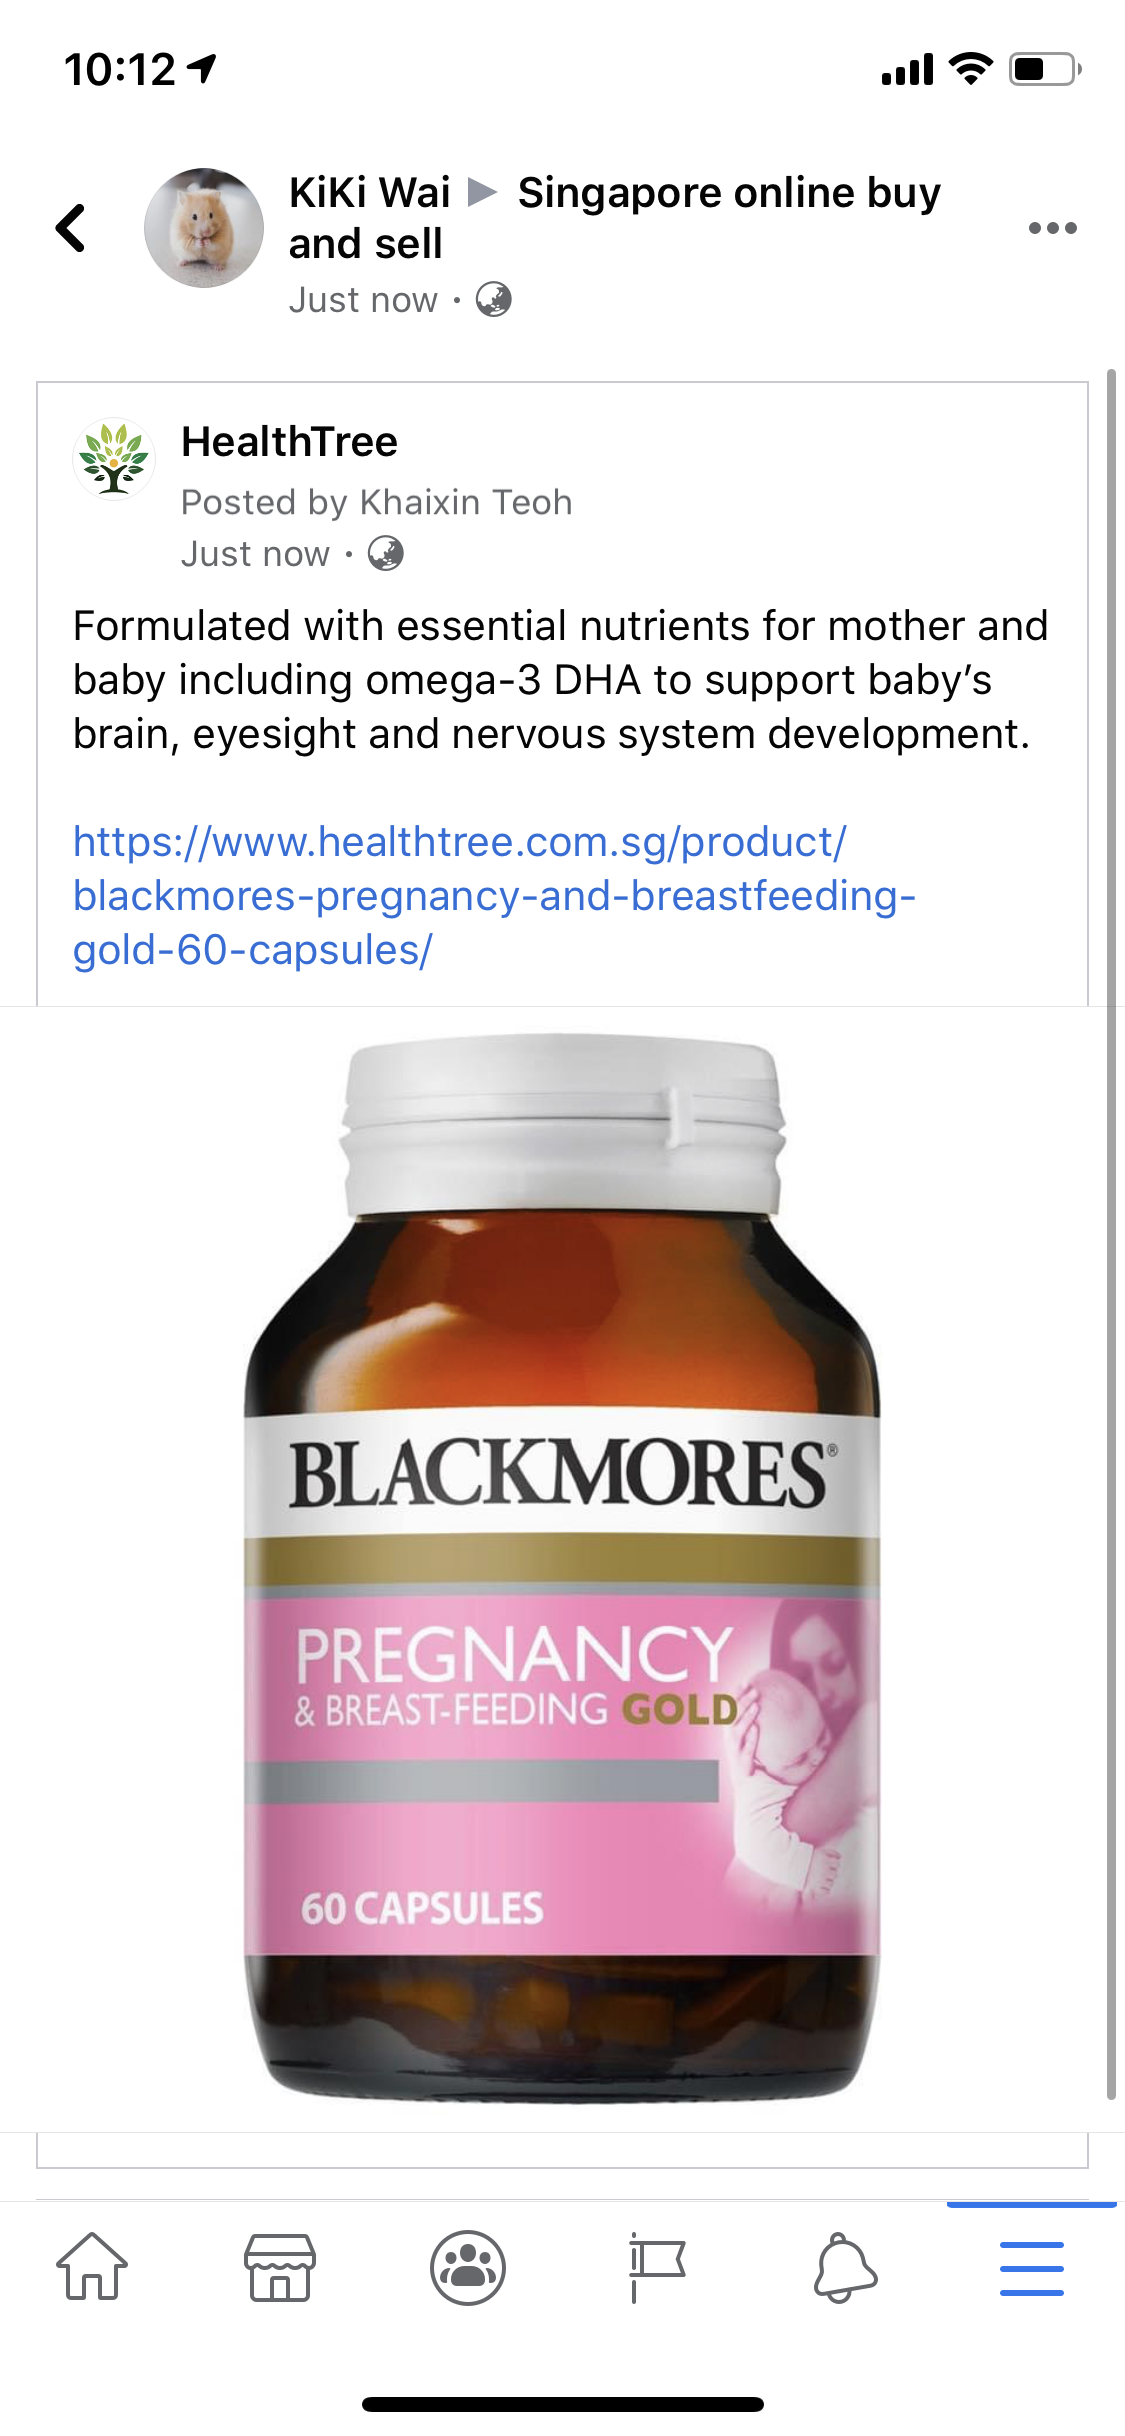 10:12
KiKi Wai ▶ Singapore online buy
and sell
Just now ·
HealthTree
Posted by Khaixin Teoh
Just now ·
Formulated with essential nutrients for mother and
baby including omega-3 DHA to support baby’s
brain, eyesight and nervous system development.
https://www.healthtree.com.sg/product/
blackmores-pregnancy-and-breastfeeding-
gold-60-capsules/
BLACKMORES®
PREGNANCY
& BREAST-FEEDING GOLD
60 CAPSULES